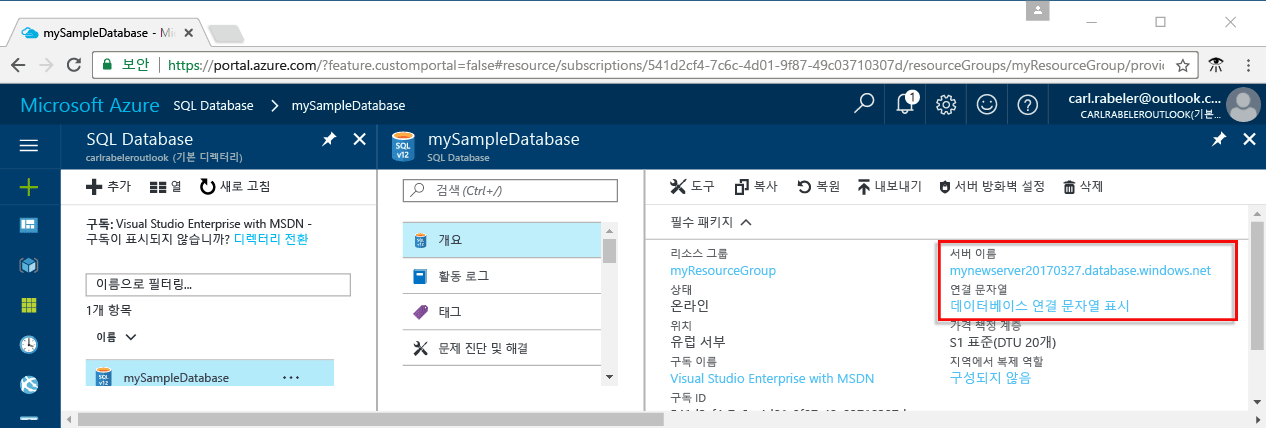 mySampleDatabase - Mi
보안 https://portal.azure.com/?feature.customportal=false#resource/subscriptions/541d2cf4-7c6c-4d01-9f87-49c03710307d/resourceGroups/myResourceGroup/provi
Microsoft Azure SQL Database > mySampleDatabase
1
carl.rabeler@outlook.c...
CARLRABELEROUTLOOK(기본...
SQL Database
carlrabeleroutlook (기본 디렉터리)
추가 열 새로 고침
구독: Visual Studio Enterprise with MSDN -
구독이 표시되지 않습니까? 디렉터리 전환
이름으로 필터링...
1개 항목
이름
SQL v12
mySampleDatabase ...
SQL v12
mySampleDatabase
SQL Database
검색 (Ctrl+/)
개요
활동 로그
태그
문제 진단 및 해결
도구 복사 복원 내보내기 서버 방화벽 설정 삭제
필수 패키지
리소스 그룹
myResourceGroup
상태
온라인
위치
유럽 서부
구독 이름
Visual Studio Enterprise with MSDN
구독 ID
서버 이름
mynewserver20170327.database.windows.net
연결 문자열
데이터베이스 연결 문자열 표시
가격 책정 계층
S1 표준(DTU 20개)
지역에서 복제 역할
구성되지 않음